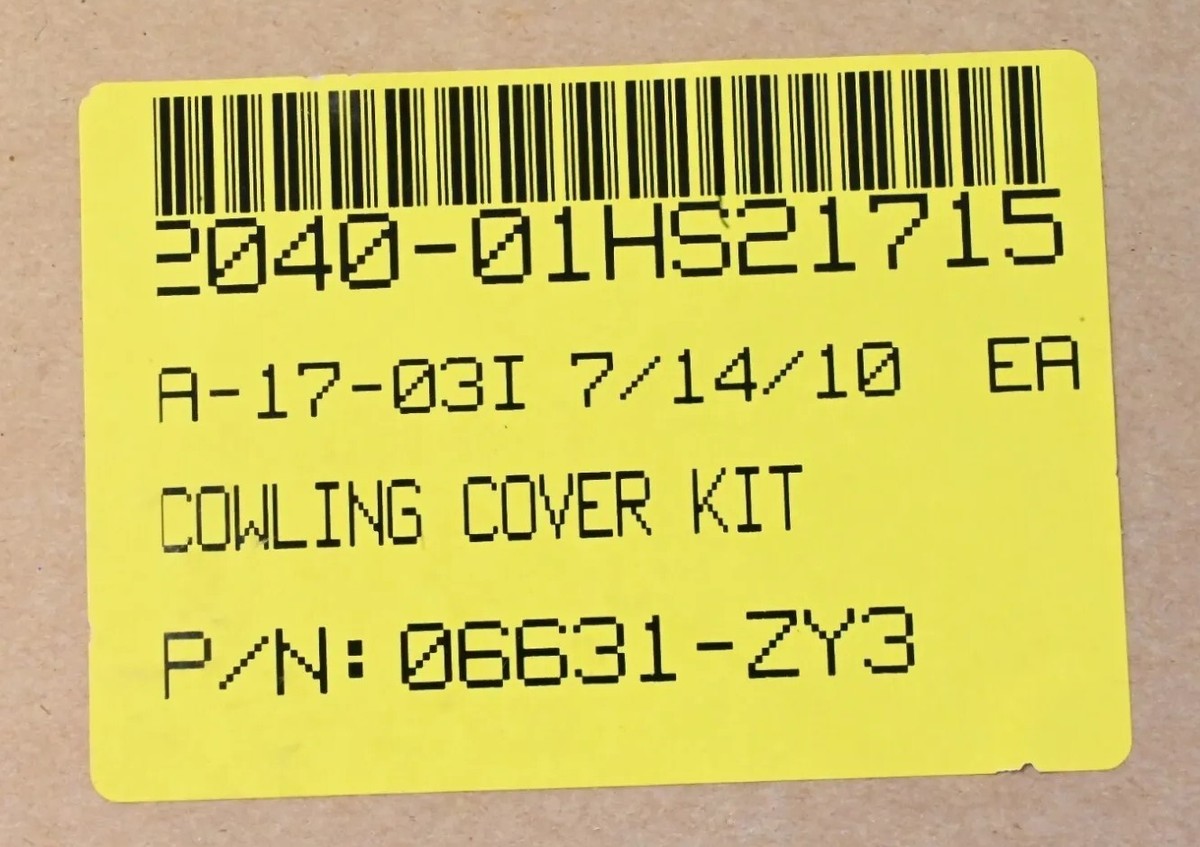 2040-01HS21715
A-17-03I 7/14/10 EA
COWLING COVER KIT
P/N: 06631-ZY3